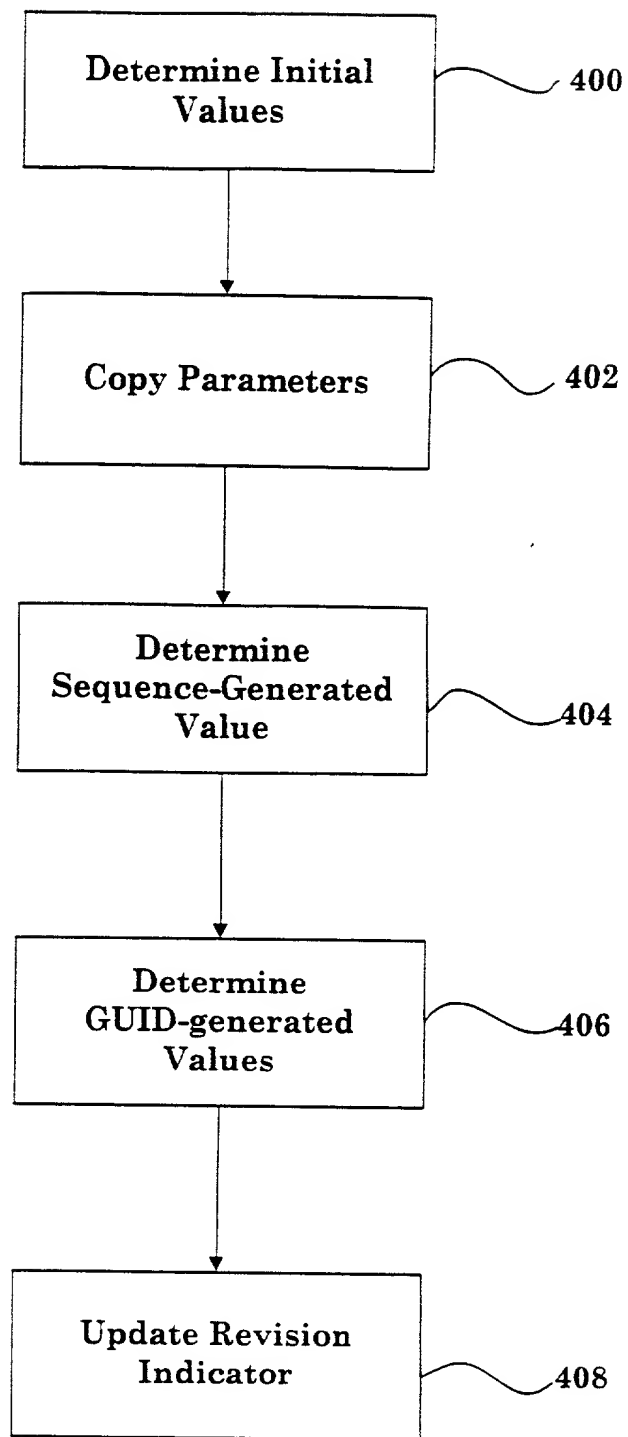 Determine Initial
Values
400
Copy Parameters
402
Determine
Sequence-Generated
Value
404
Determine
GUID-generated
Values
406
Update Revision
Indicator
408